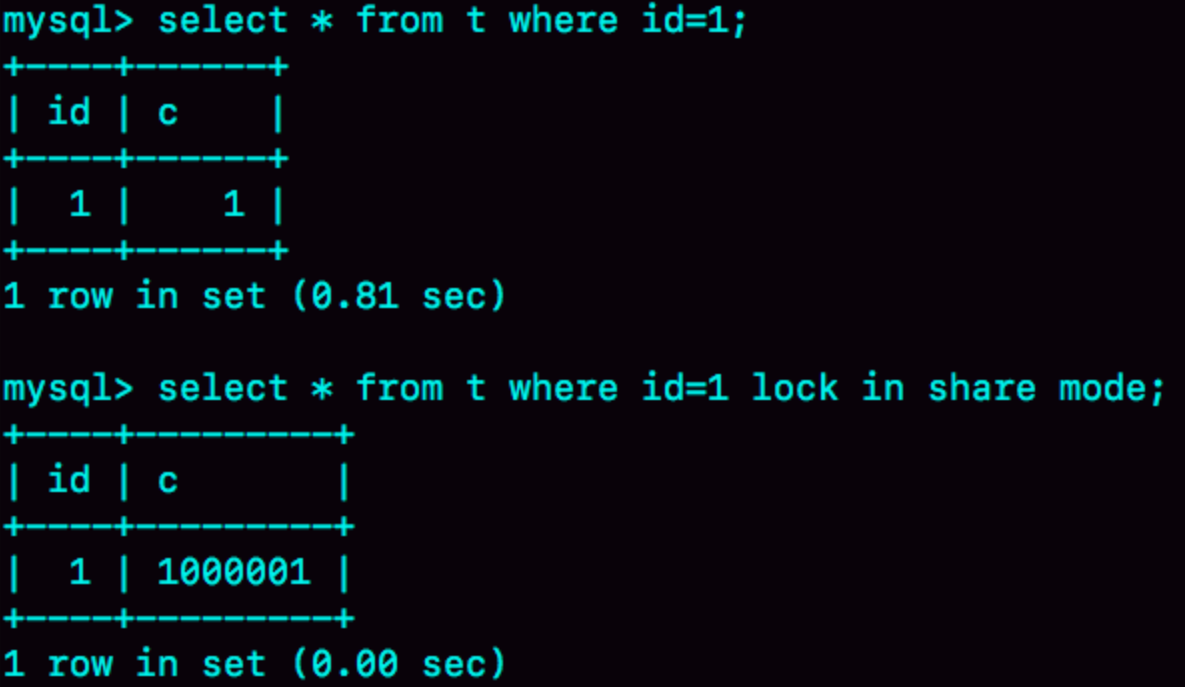 mysql> select * from t where id=1;
+----+------+
| id | c    |
+----+------+
|  1 |    1 |
+----+------+
1 row in set (0.81 sec)

mysql> select * from t where id=1 lock in share mode;
+----+---------+
| id | c       |
+----+---------+
|  1 | 1000001 |
+----+---------+
1 row in set (0.00 sec)